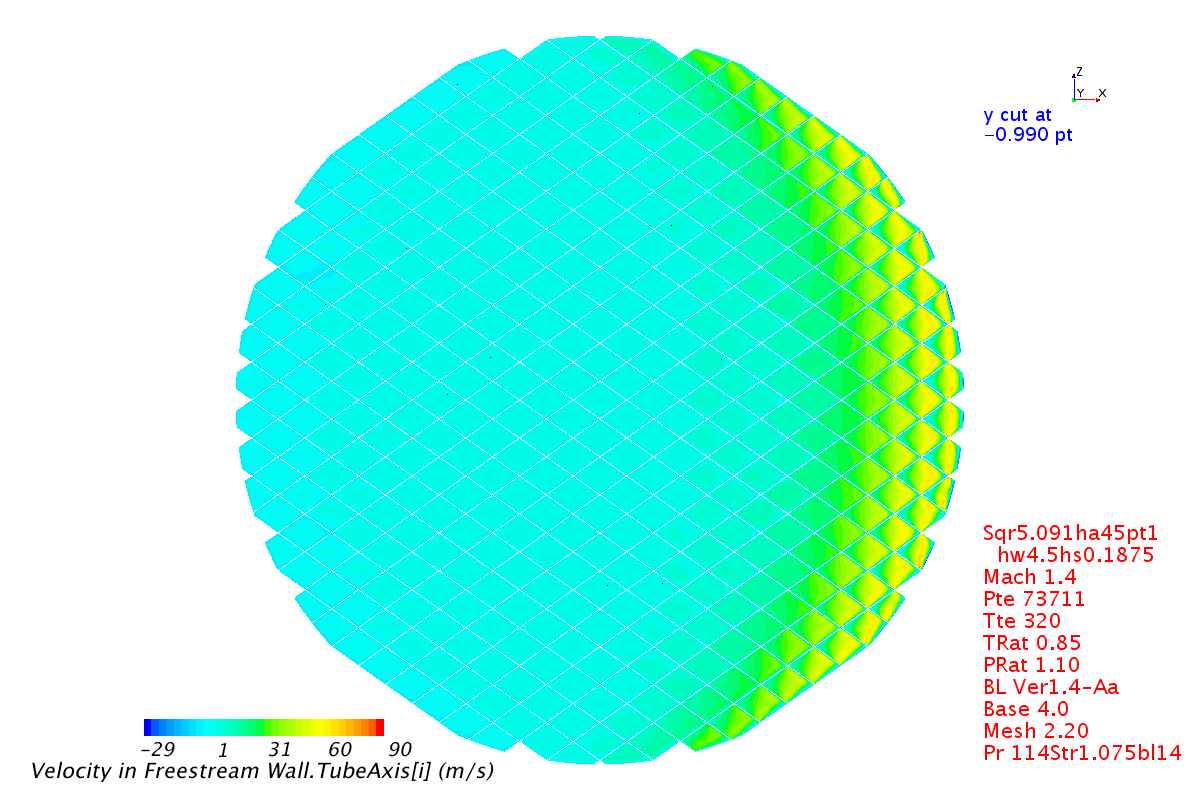 Z
Y X
y cut at
−0.990 pt
Sqr5.091ha45pt1
hw4.5hs0.1875
Mach 1.4
Pte 73711
Tte 320
TRat 0.85
PRat 1.10
BL Ver1.4−Aa
Base 4.0
Mesh 2.20
Pr 114Str1.075bl14
−29 1 31 60 90
Velocity in Freestream Wall.TubeAxis[i] (m/s)